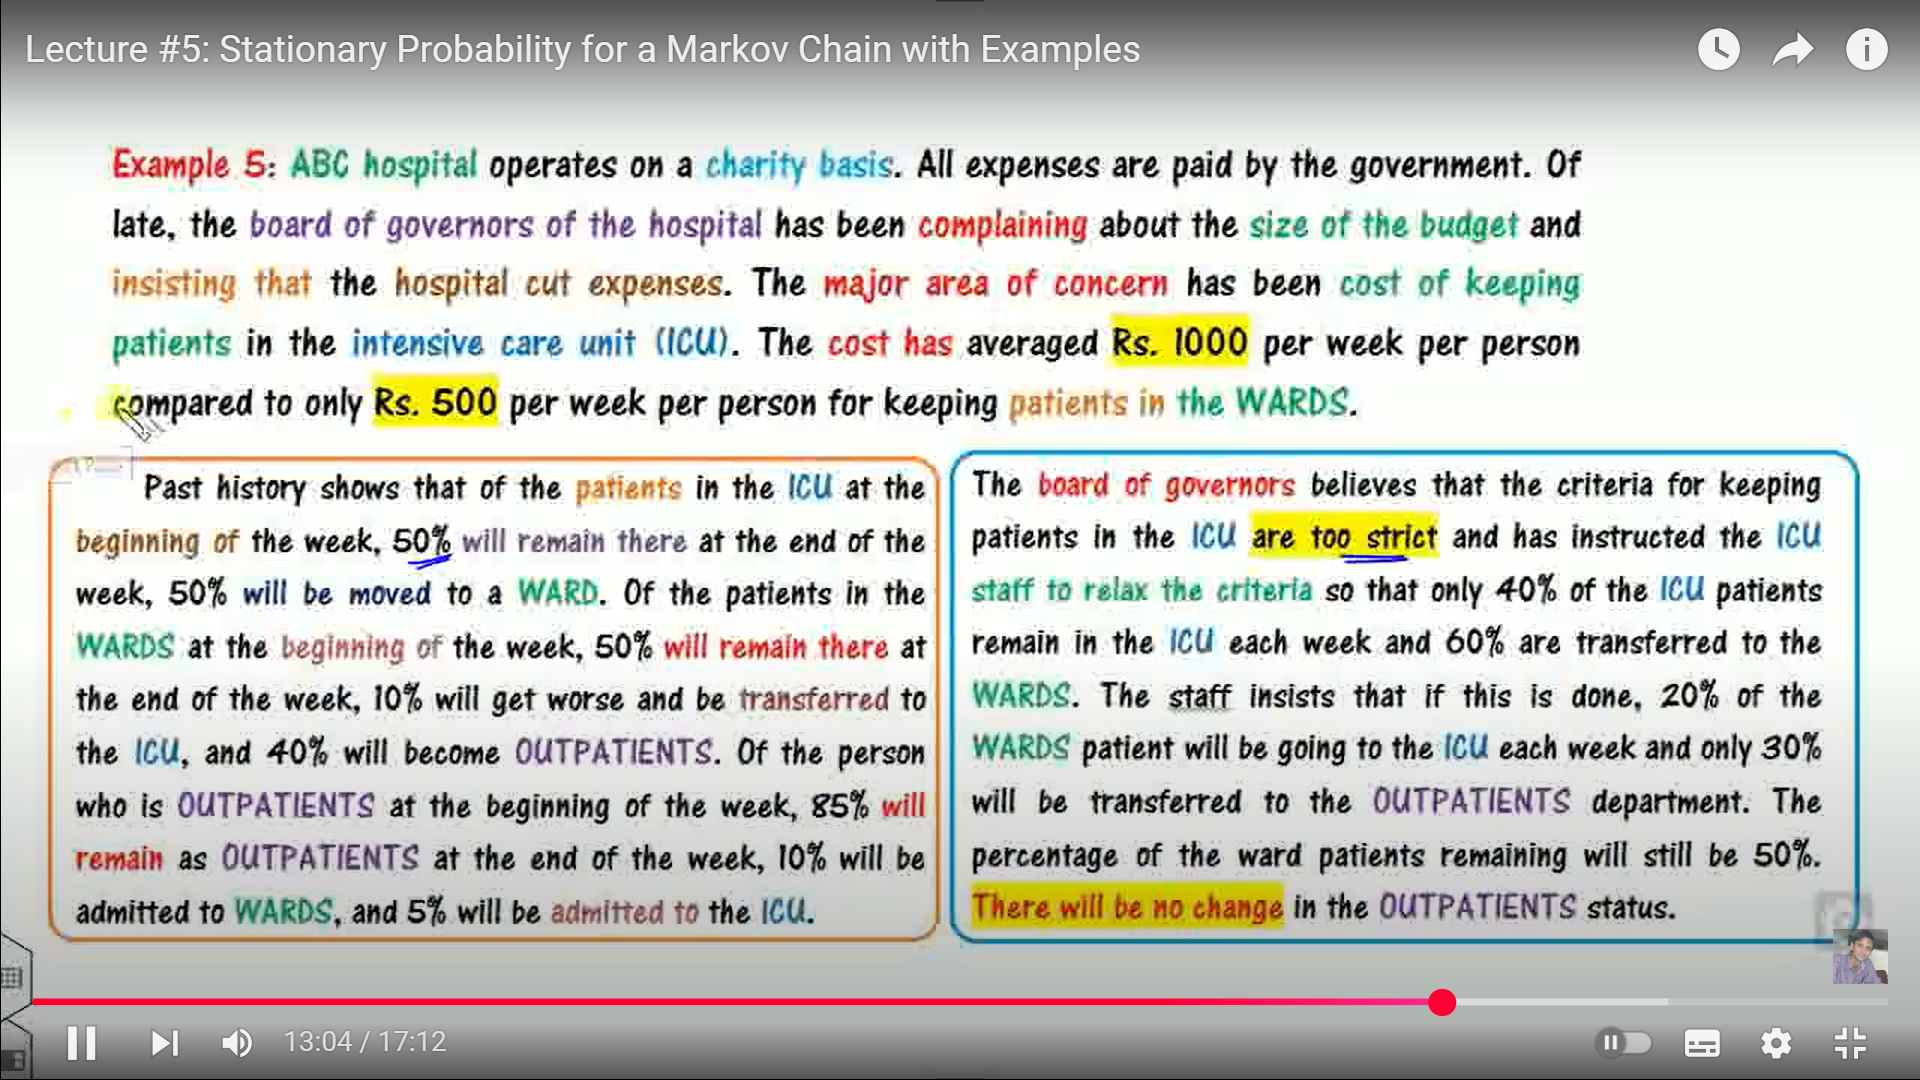 Lecture #5: Stationary Probability for a Markov Chain with Examples
Example 5: ABC hospital operates on a charity basis. All expenses are paid by the government. Of
late, the board of governors of the hospital has been complaining about the size of the budget and
insisting that the hospital cut expenses. The major area of concern has been cost of keeping
patients in the intensive care unit (ICU). The cost has averaged Rs. 1000 per week per person
compared to only Rs. 500 per week per person for keeping patients in the WARDS.
Past history shows that of the patients in the ICU at the
beginning of the week, 50% will remain there at the end of the
week, 50% will be moved to a WARD. Of the patients in the
WARDS at the beginning of the week, 50% will remain there at
the end of the week, 10% will get worse and be transferred to
the ICU, and 40% will become OUTPATIENTS. Of the person
who is OUTPATIENTS at the beginning of the week, 85% will
remain as OUTPATIENTS at the end of the week, 10% will be
admitted to WARDS, and 5% will be admitted to the ICU.
The board of governors believes that the criteria for keeping
patients in the ICU are too strict and has instructed the ICU
staff to relax the criteria so that only 40% of the ICU patients
remain in the ICU each week and 60% are transferred to the
WARDS. The staff insists that if this is done, 20% of the
WARDS patient will be going to the ICU each week and only 30%
will be transferred to the OUTPATIENTS department. The
percentage of the ward patients remaining will still be 50%.
There will be no change in the OUTPATIENTS status.
13:04 / 17:12